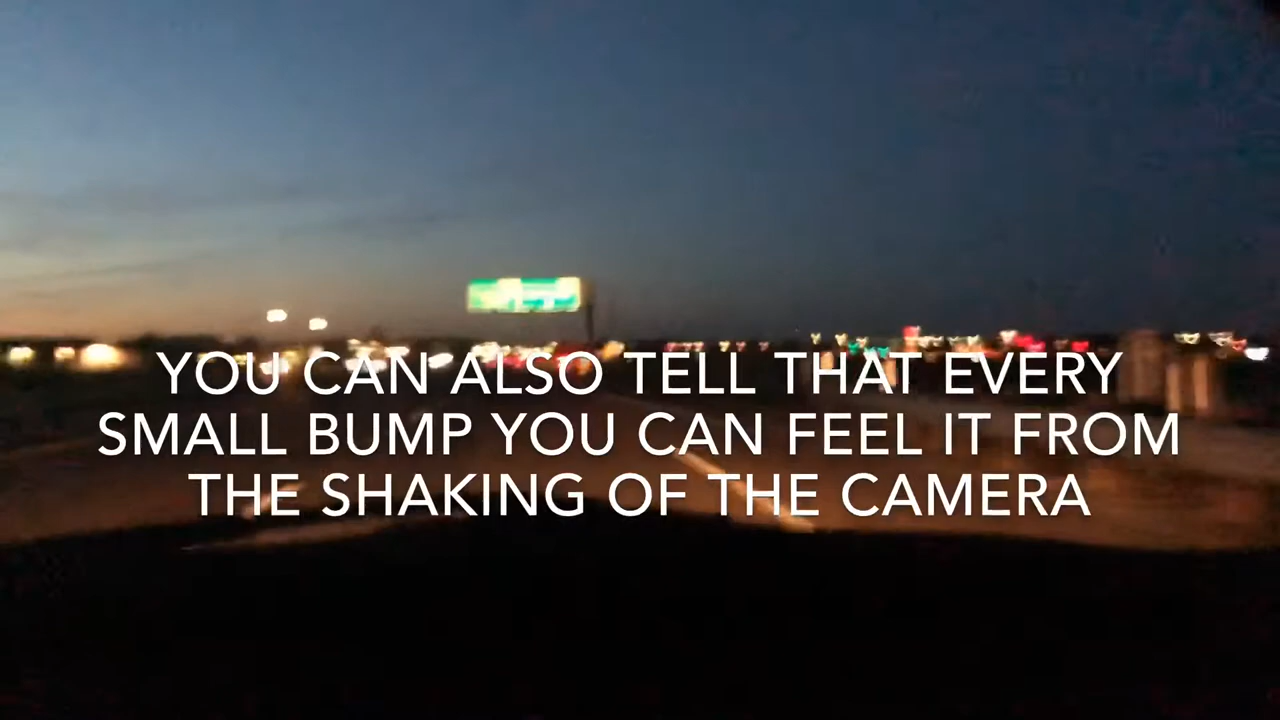 YOU CAN ALSO TELL THAT EVERY
SMALL BUMP YOU CAN FEEL IT FROM
THE SHAKING OF THE CAMERA